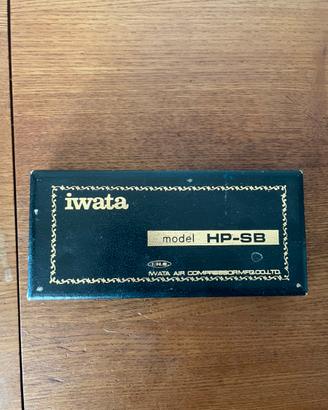 iwata
model HP-SB
IWATA AIR COMPRESSOR MFG.CO.,LTD.